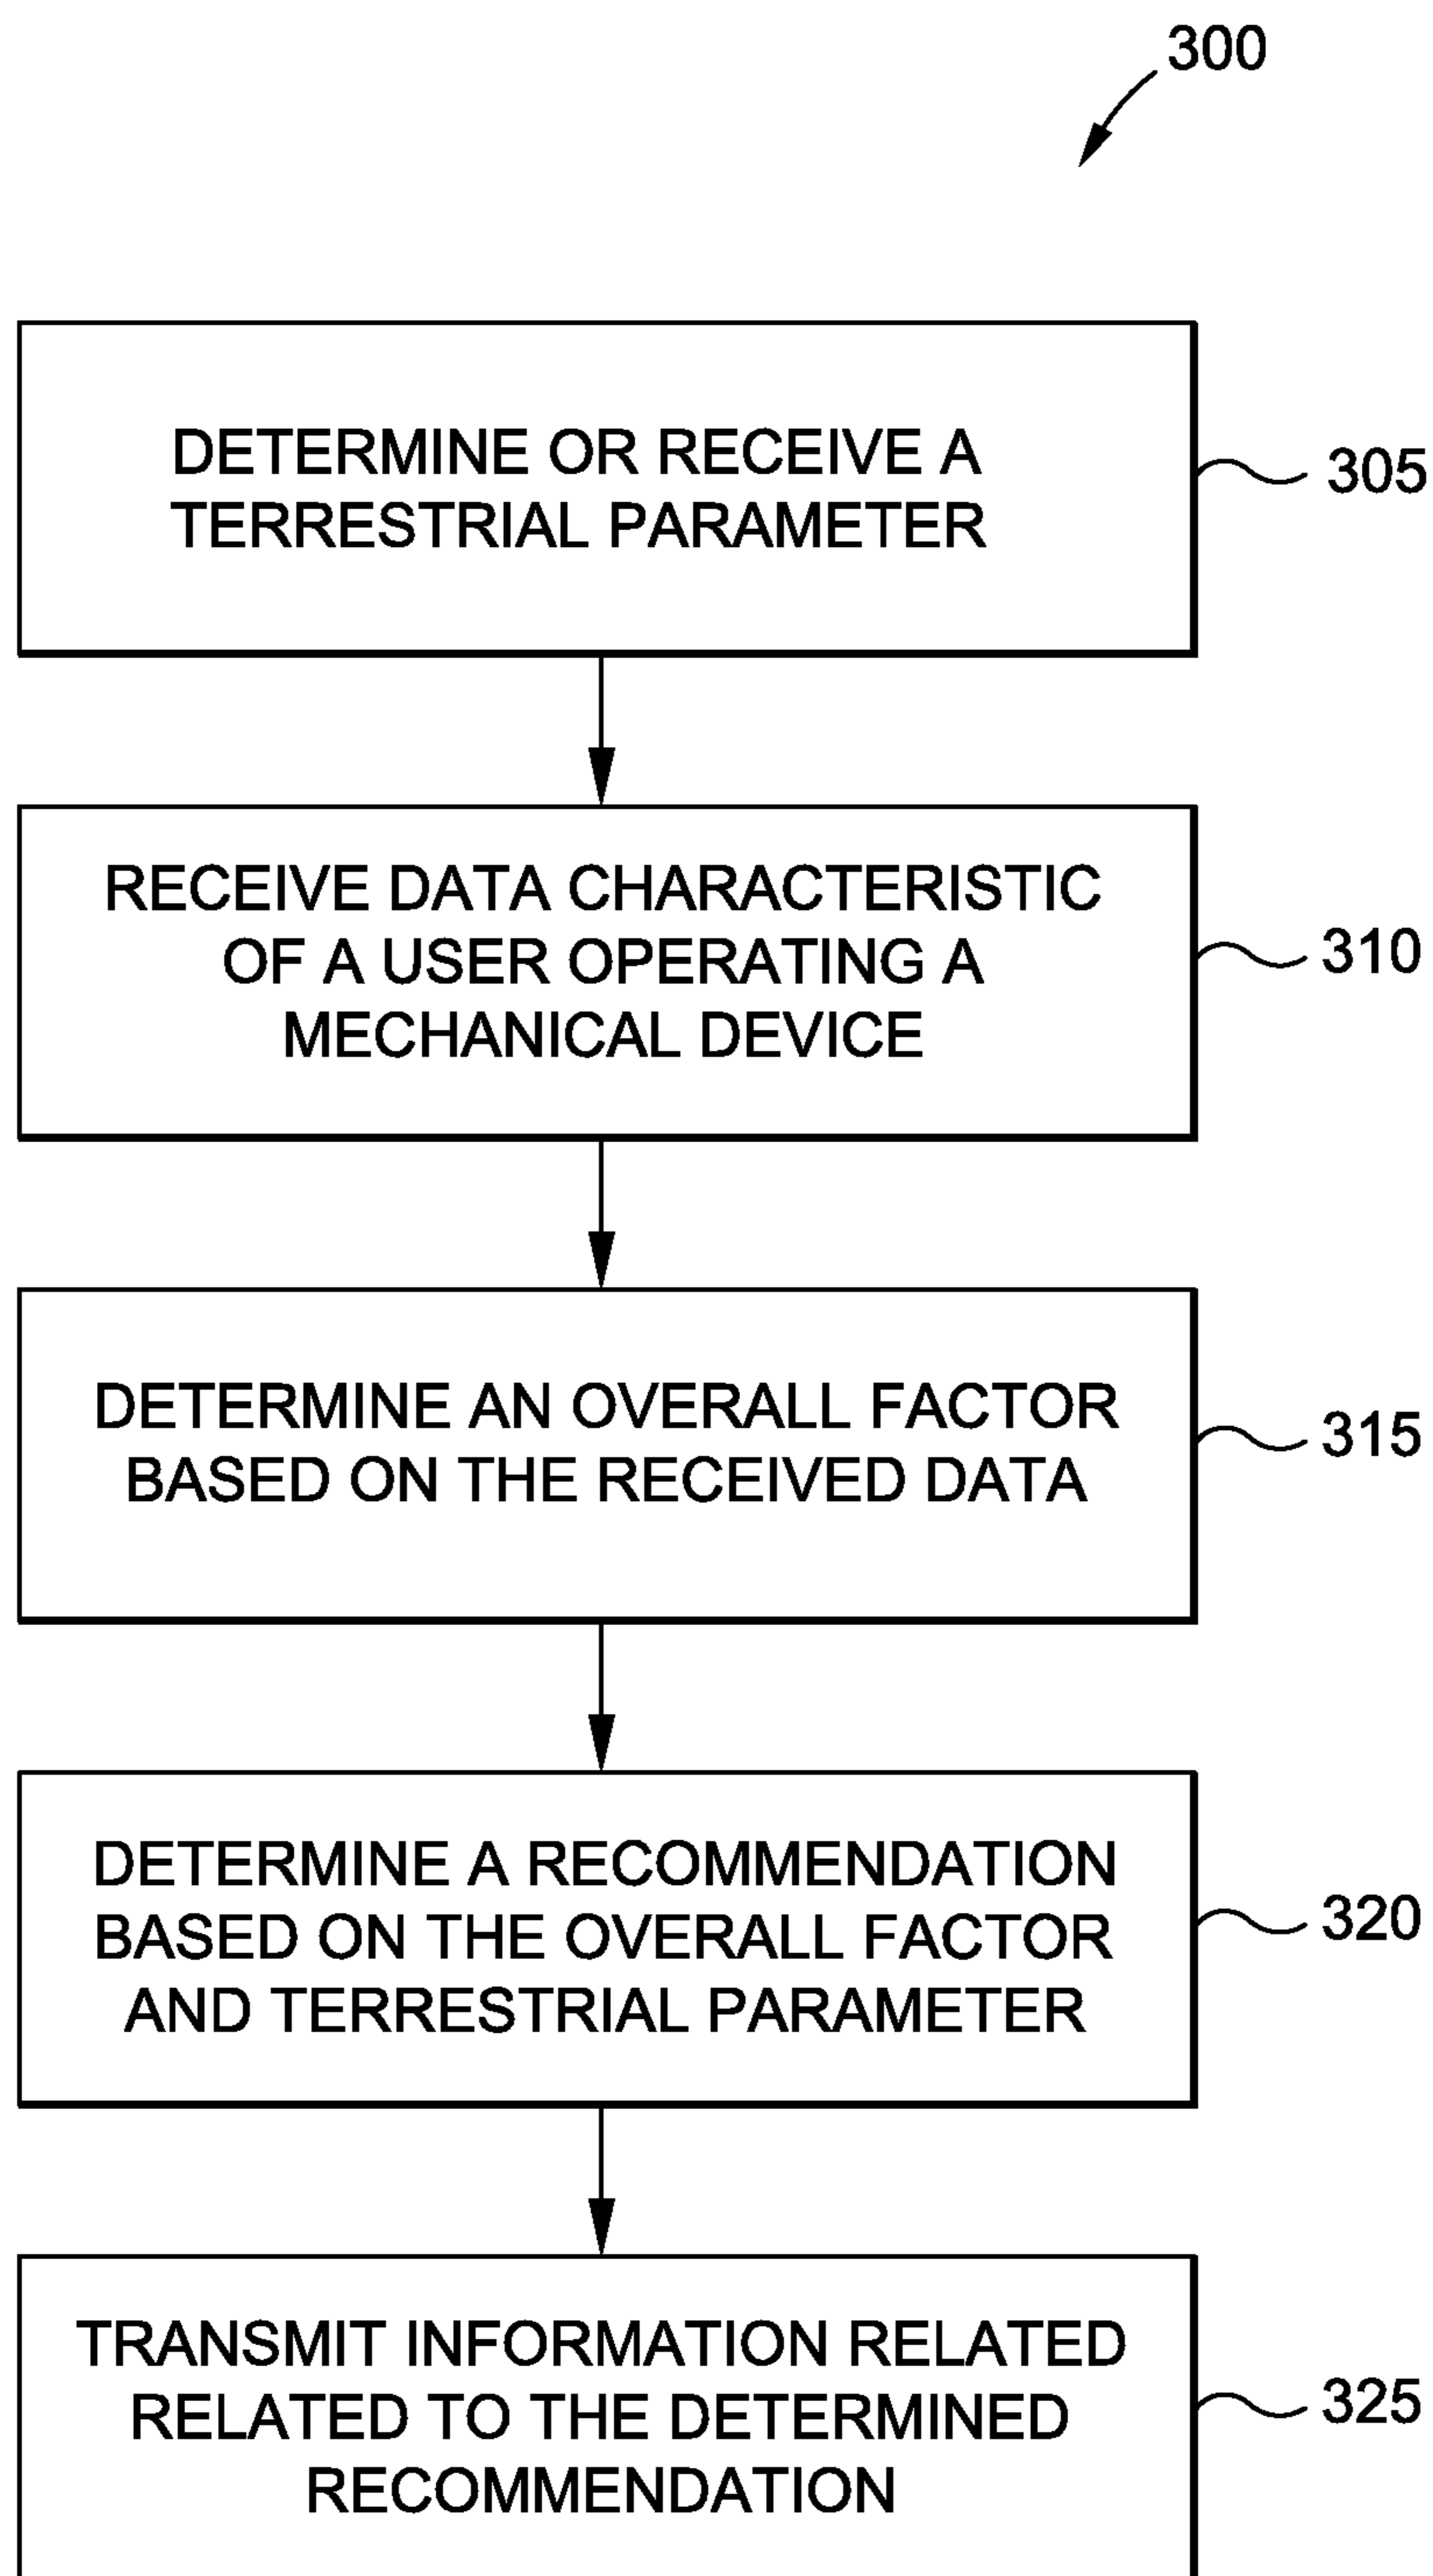 300
DETERMINE OR RECEIVE A
TERRESTRIAL PARAMETER
305
RECEIVE DATA CHARACTERISTIC
OF A USER OPERATING A
MECHANICAL DEVICE
310
DETERMINE AN OVERALL FACTOR
BASED ON THE RECEIVED DATA
315
DETERMINE A RECOMMENDATION
BASED ON THE OVERALL FACTOR
AND TERRESTRIAL PARAMETER
320
TRANSMIT INFORMATION RELATED
RELATED TO THE DETERMINED
RECOMMENDATION
325